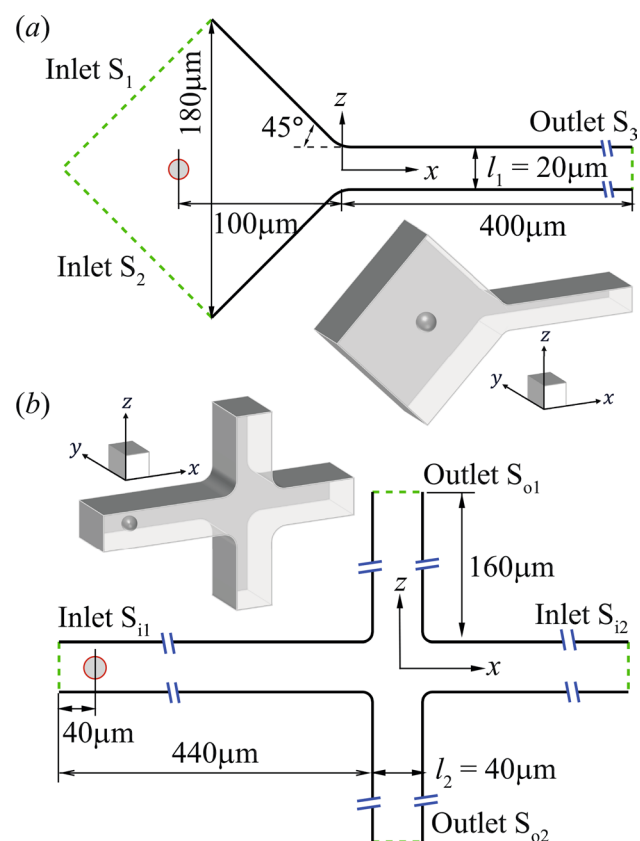 (a)
Inlet S1
180μm
45°
z
x
Outlet S3
l1 = 20μm
100μm
400μm
Inlet S2
z
y
x
(b)
z
y
x
Outlet So1
160μm
z
x
Inlet Si1
Inlet Si2
40μm
440μm
l2 = 40μm
Outlet So2